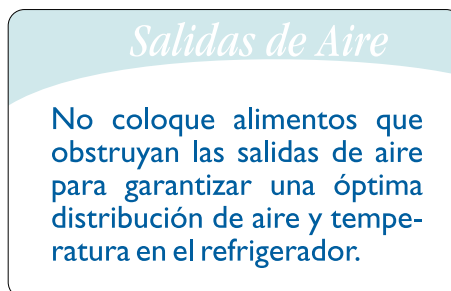 Salidas de Aire
No coloque alimentos que
obstruyan las salidas de aire
para garantizar una óptima
distribución de aire y tempe-
ratura en el refrigerador.